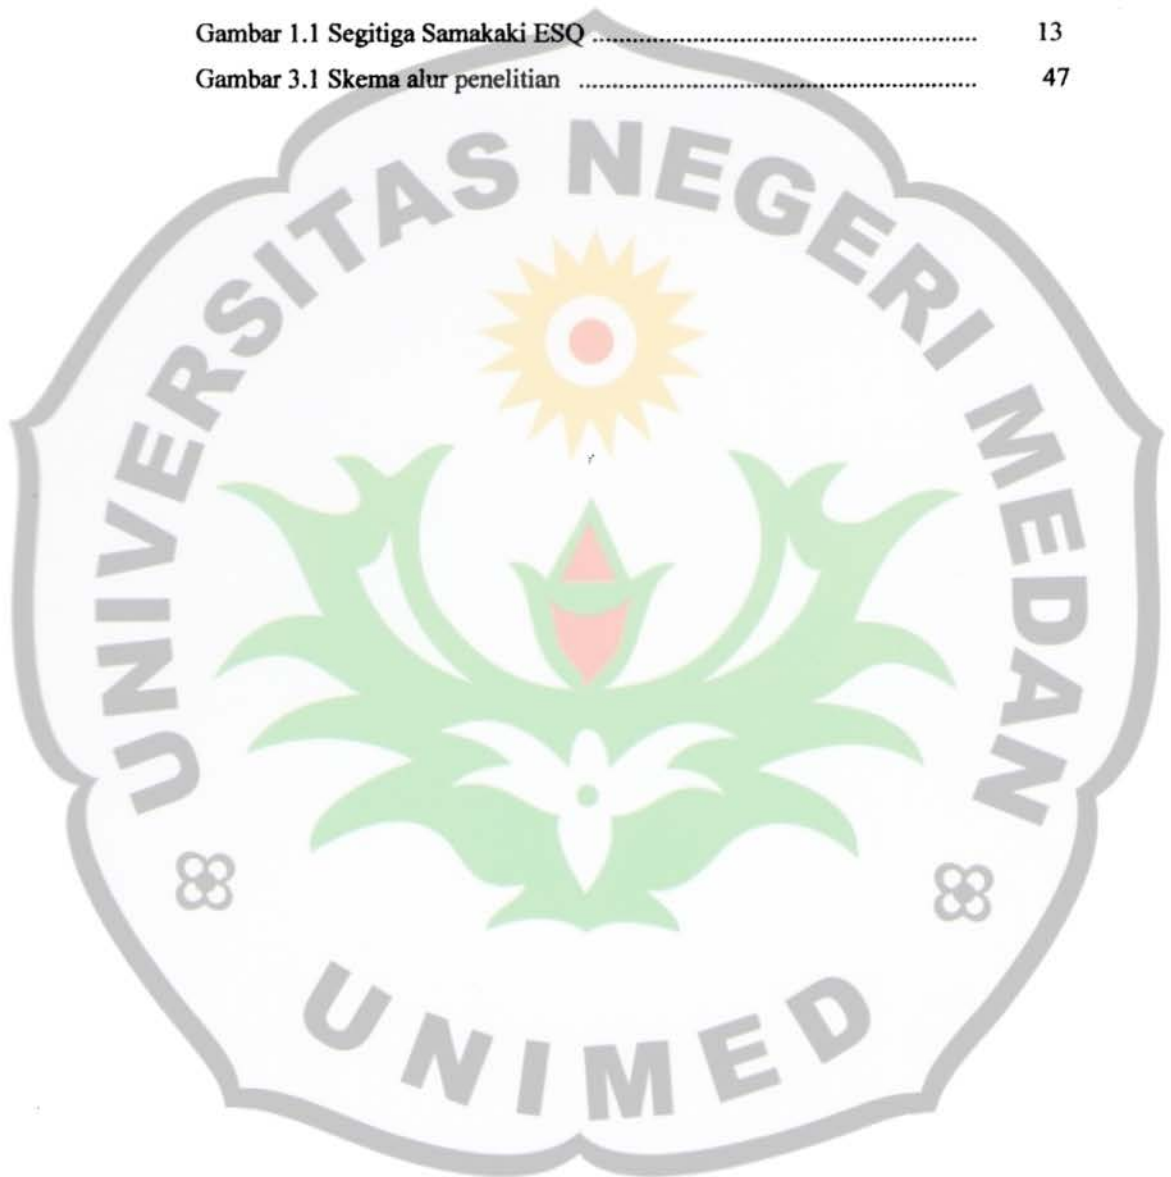 Gambar 1.1 Segitiga Samakaki ESQ ........................................................ 13
Gambar 3.1 Skema alur penelitian ........................................................ 47
UNIVERSITAS NEGERI MEDAN
UNIMED